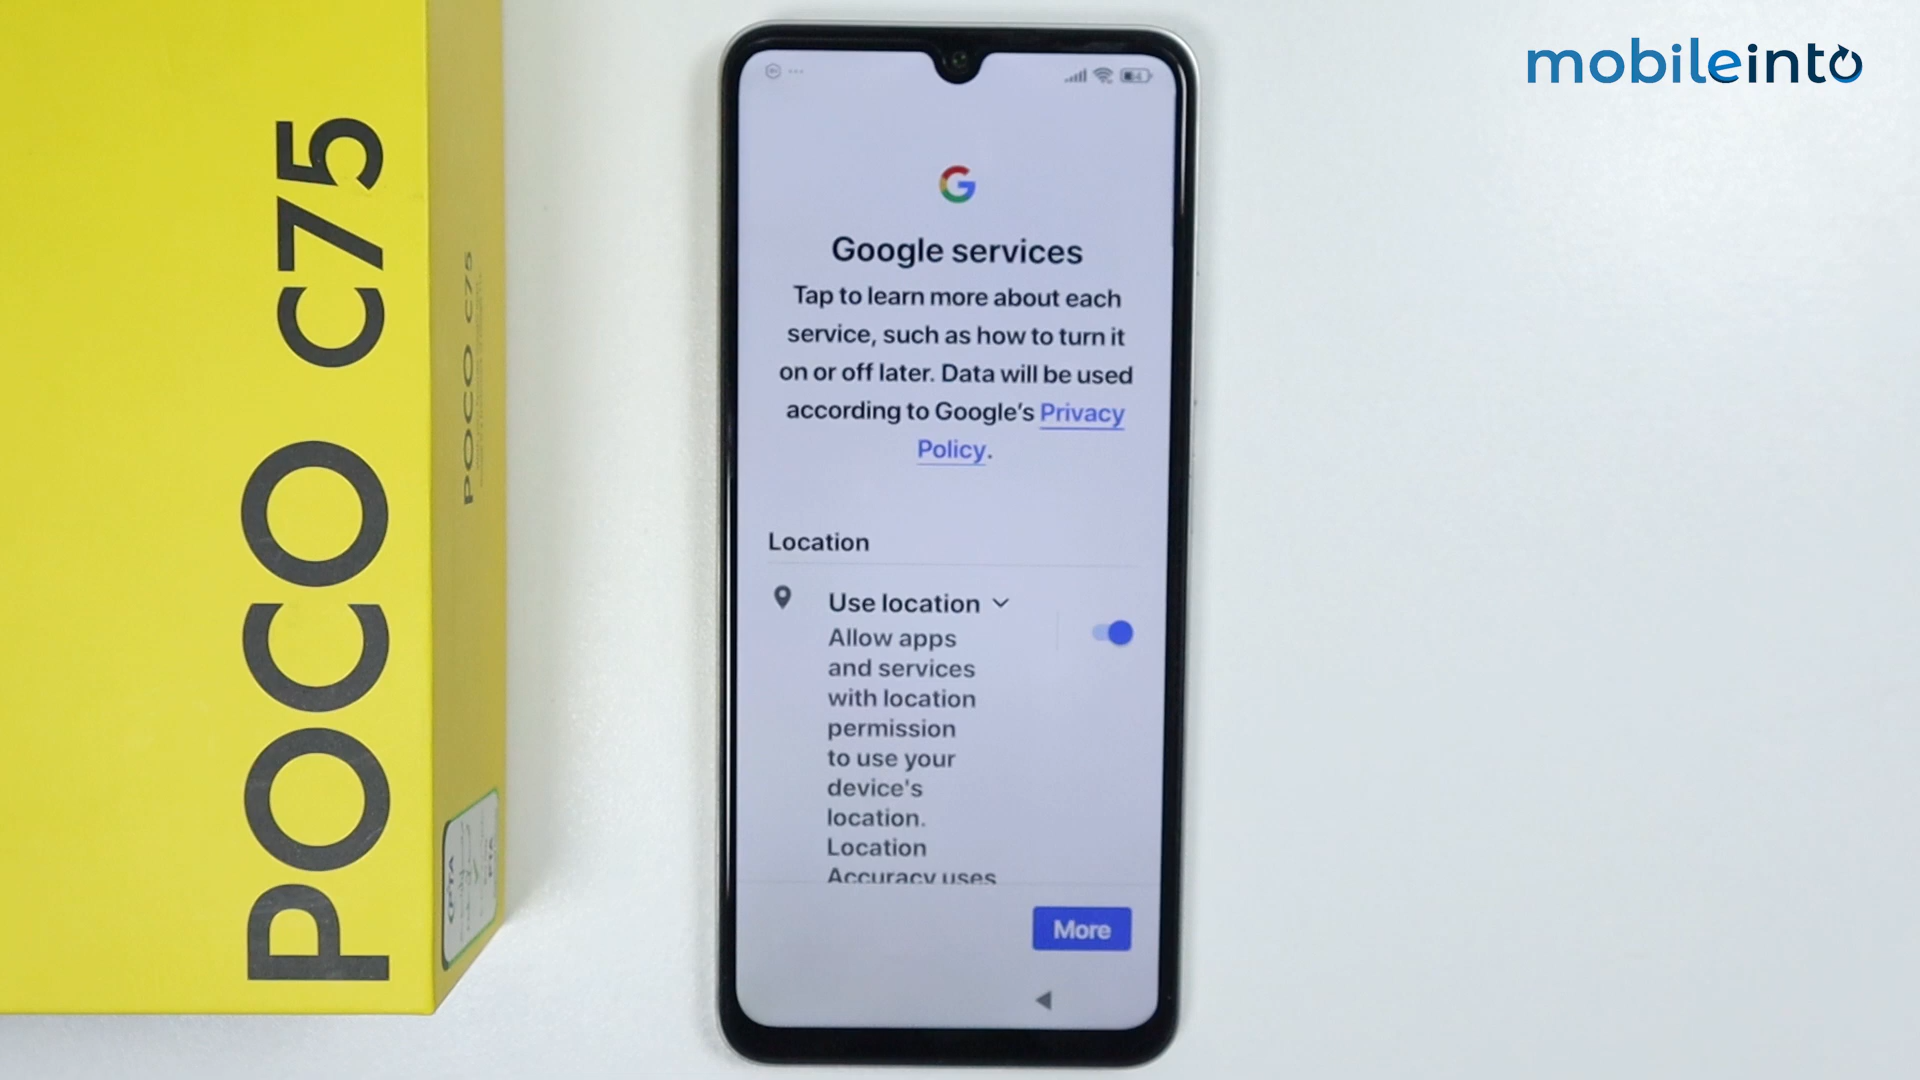 mobileinto
POCO C75
POCO C75
Google services
Tap to learn more about each
service, such as how to turn it
on or off later. Data will be used
according to Google's Privacy
Policy.
Location
Use location
Allow apps
and services
with location
permission
to use your
device's
location.
Location
Accuracy uses
More